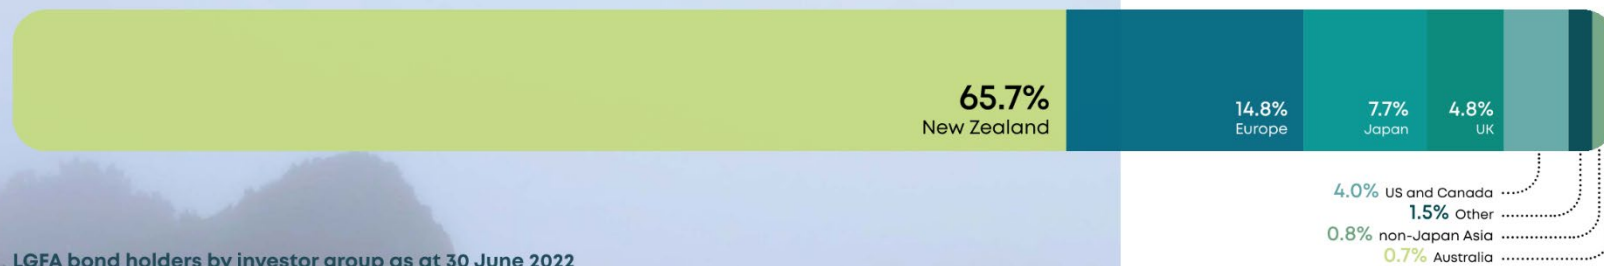 65.7%
New Zealand
14.8%
Europe
7.7%
Japan
4.8%
UK
4.0% US and Canada
1.5% Other
0.8% non-Japan Asia
0.7% Australia
LGFA bond holders by investor group as at 30 June 2022